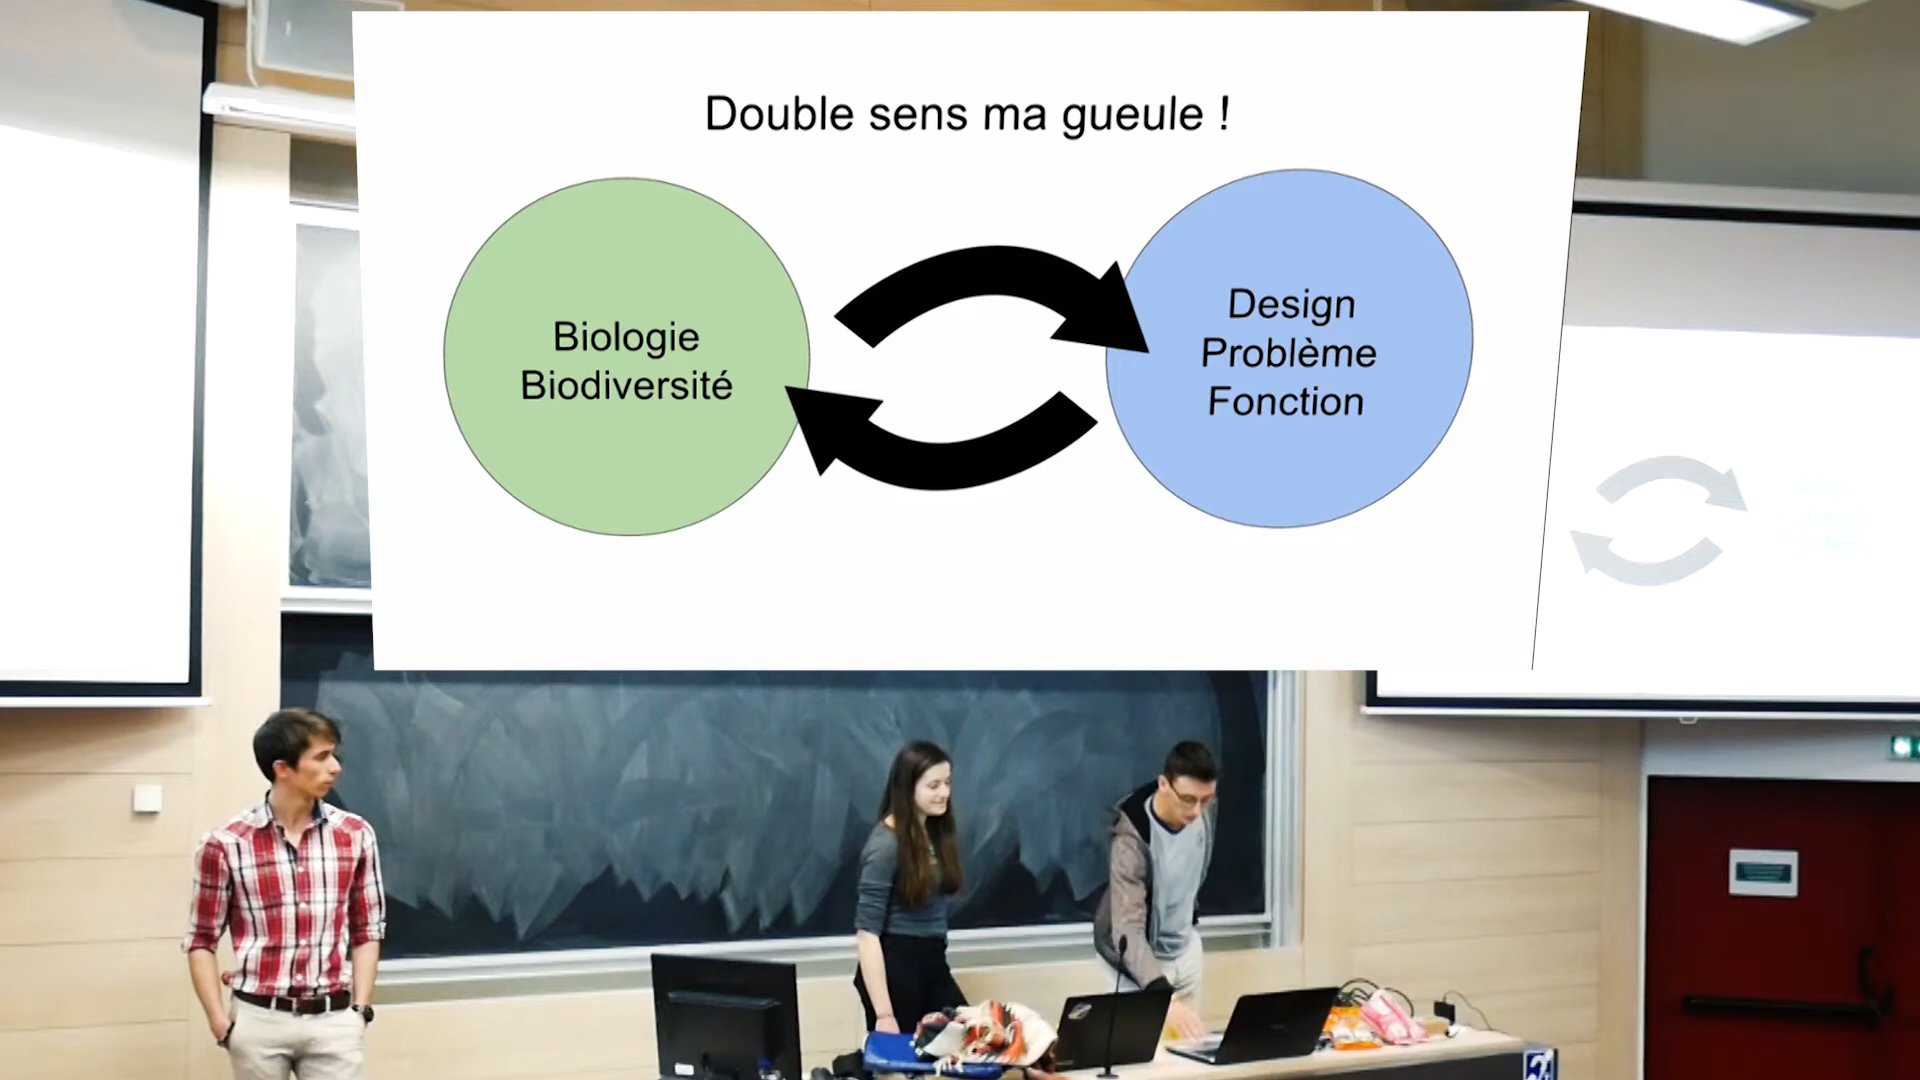 Double sens ma gueule !
Biologie
Biodiversité
Design
Problème
Fonction